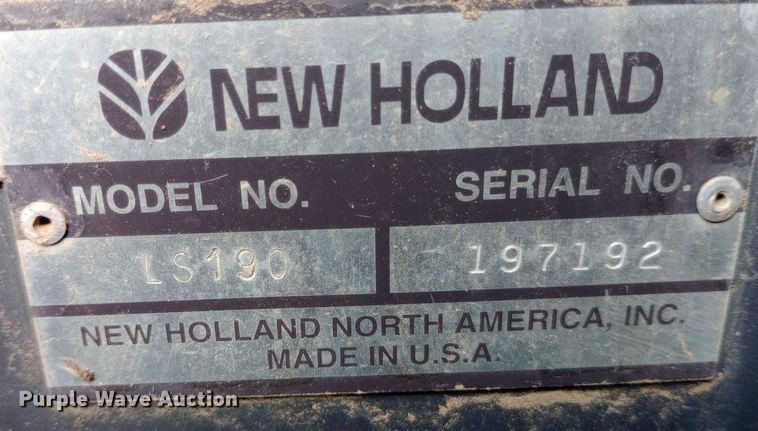 NEW HOLLAND
MODEL NO. SERIAL NO.
LS190 197192
NEW HOLLAND NORTH AMERICA, INC.
MADE IN U.S.A.
Purple Wave Auction